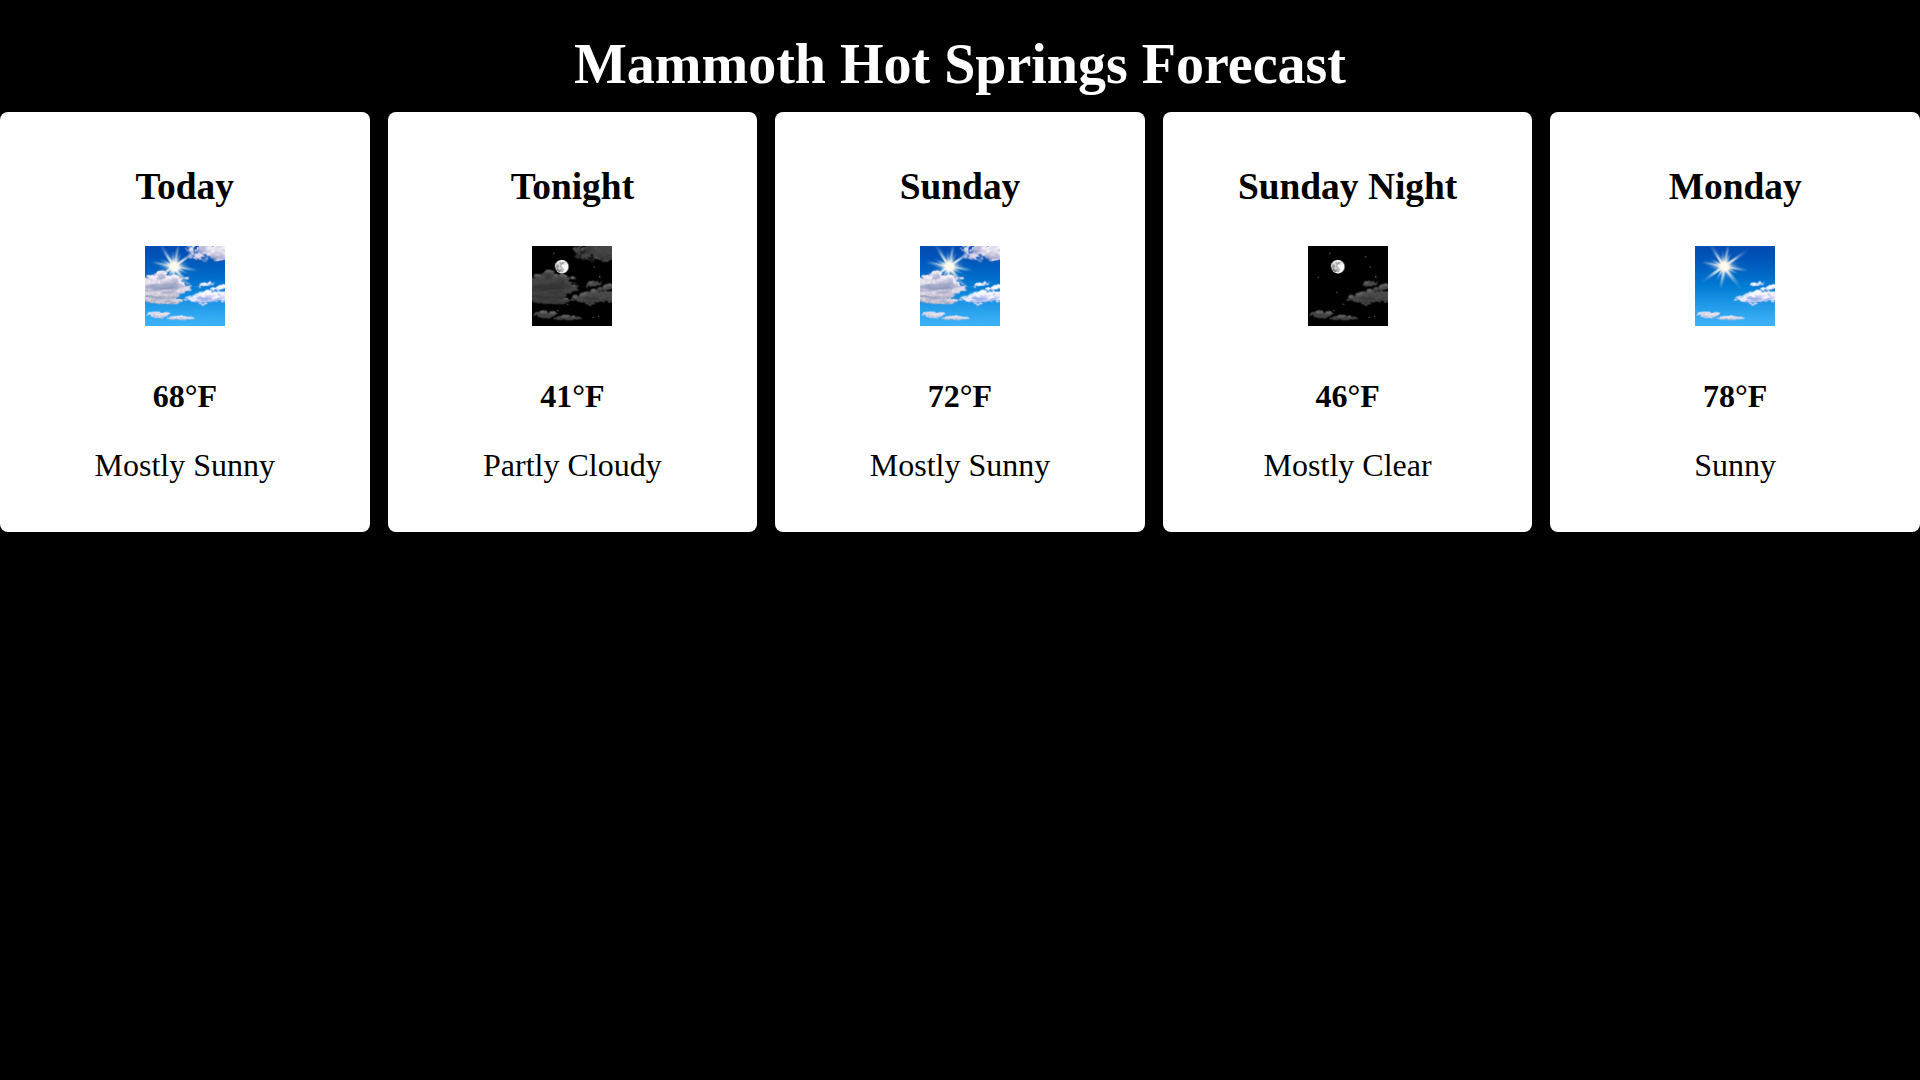 Mammoth Hot Springs Forecast
Today
68°F
Mostly Sunny
Tonight
41°F
Partly Cloudy
Sunday
72°F
Mostly Sunny
Sunday Night
46°F
Mostly Clear
Monday
78°F
Sunny